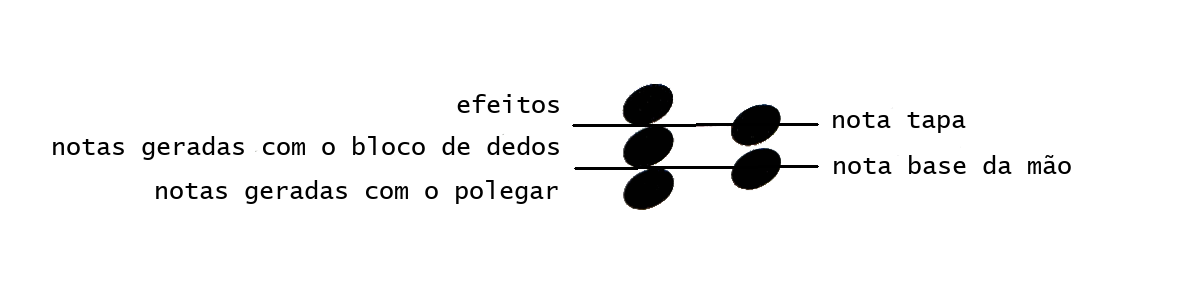 efeitos
nota tapa
notas geradas com o bloco de dedos
nota base da mão
notas geradas com o polegar